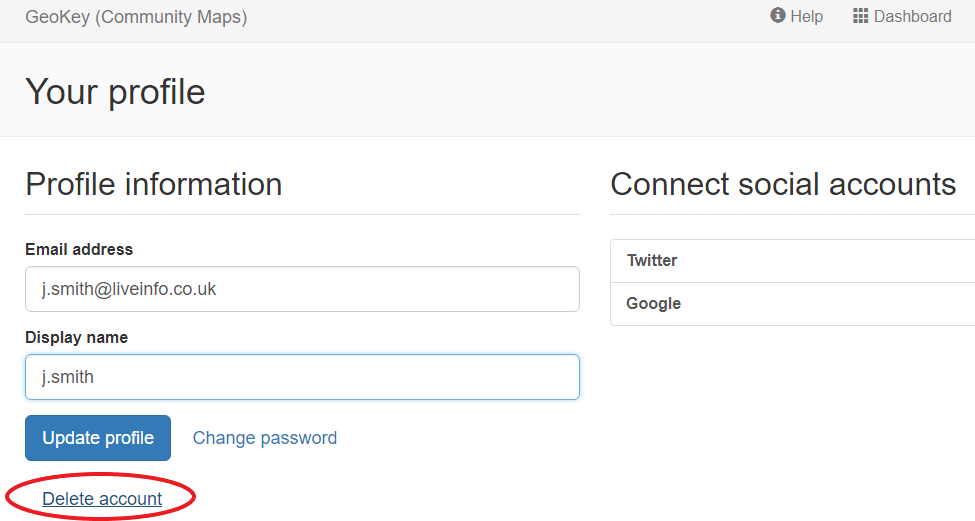 GeoKey (Community Maps)
Help
Dashboard
Your profile
Profile information
Email address
j.smith@liveinfo.co.uk
Display name
j.smith
Update profile
Change password
Delete account
Connect social accounts
Twitter
Google